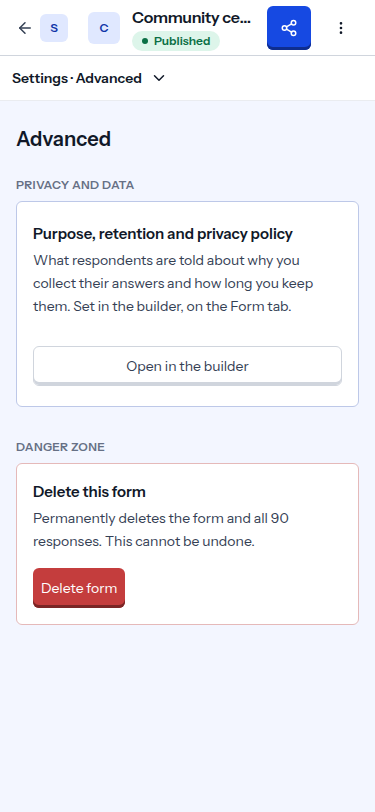 S
C
Community ce...
Published
Settings · Advanced
Advanced
PRIVACY AND DATA
Purpose, retention and privacy policy
What respondents are told about why you
collect their answers and how long you keep
them. Set in the builder, on the Form tab.
Open in the builder
DANGER ZONE
Delete this form
Permanently deletes the form and all 90
responses. This cannot be undone.
Delete form